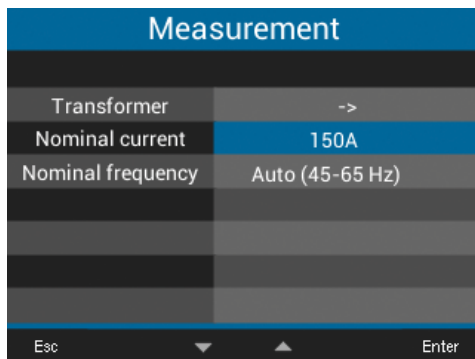 Measurement
Transformer ->
Nominal current 150A
Nominal frequency Auto (45-65 Hz)
Esc Enter